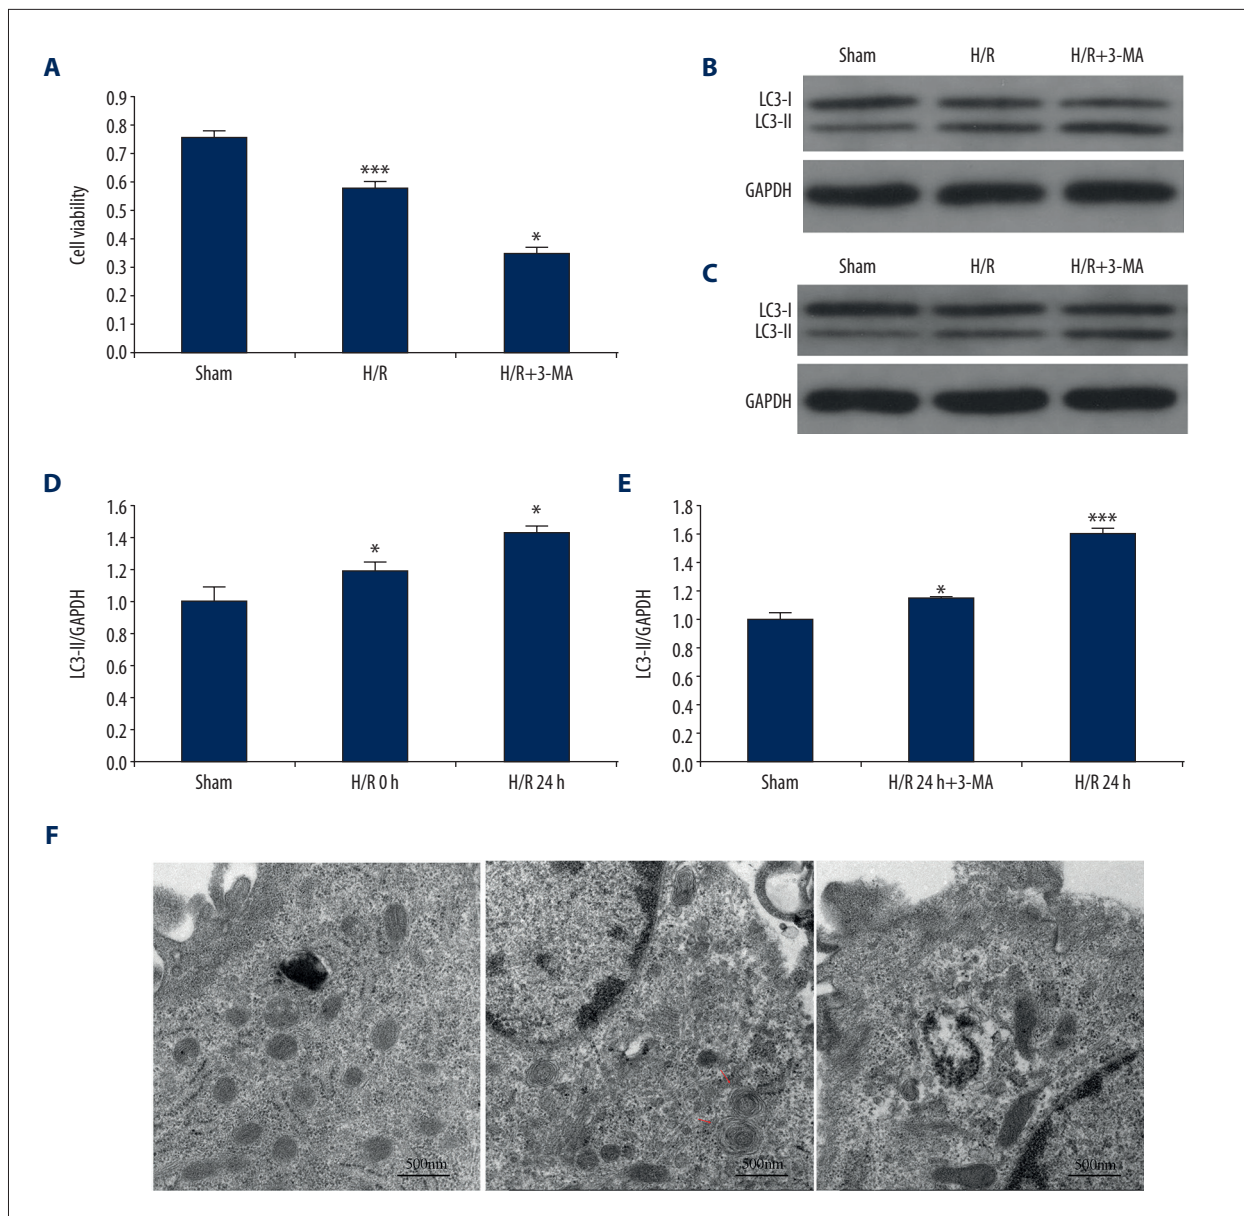 A
Cell viability
0.9
0.8
0.7
0.6
0.5
0.4
0.3
0.2
0.1
0.0
***
*
Sham H/R H/R+3-MA
B
Sham H/R H/R+3-MA
LC3-I
LC3-II
GAPDH
C
Sham H/R H/R+3-MA
LC3-I
LC3-II
GAPDH
D
LC3-II/GAPDH
1.6
1.4
1.2
1.0
0.8
0.6
0.4
0.2
0.0
*
*
Sham H/R 0 h H/R 24 h
E
LC3-II/GAPDH
1.8
1.6
1.4
1.2
1.0
0.8
0.6
0.4
0.2
0.0
*
***
Sham H/R 24 h+3-MA H/R 24 h
F
500nm 500nm 500nm